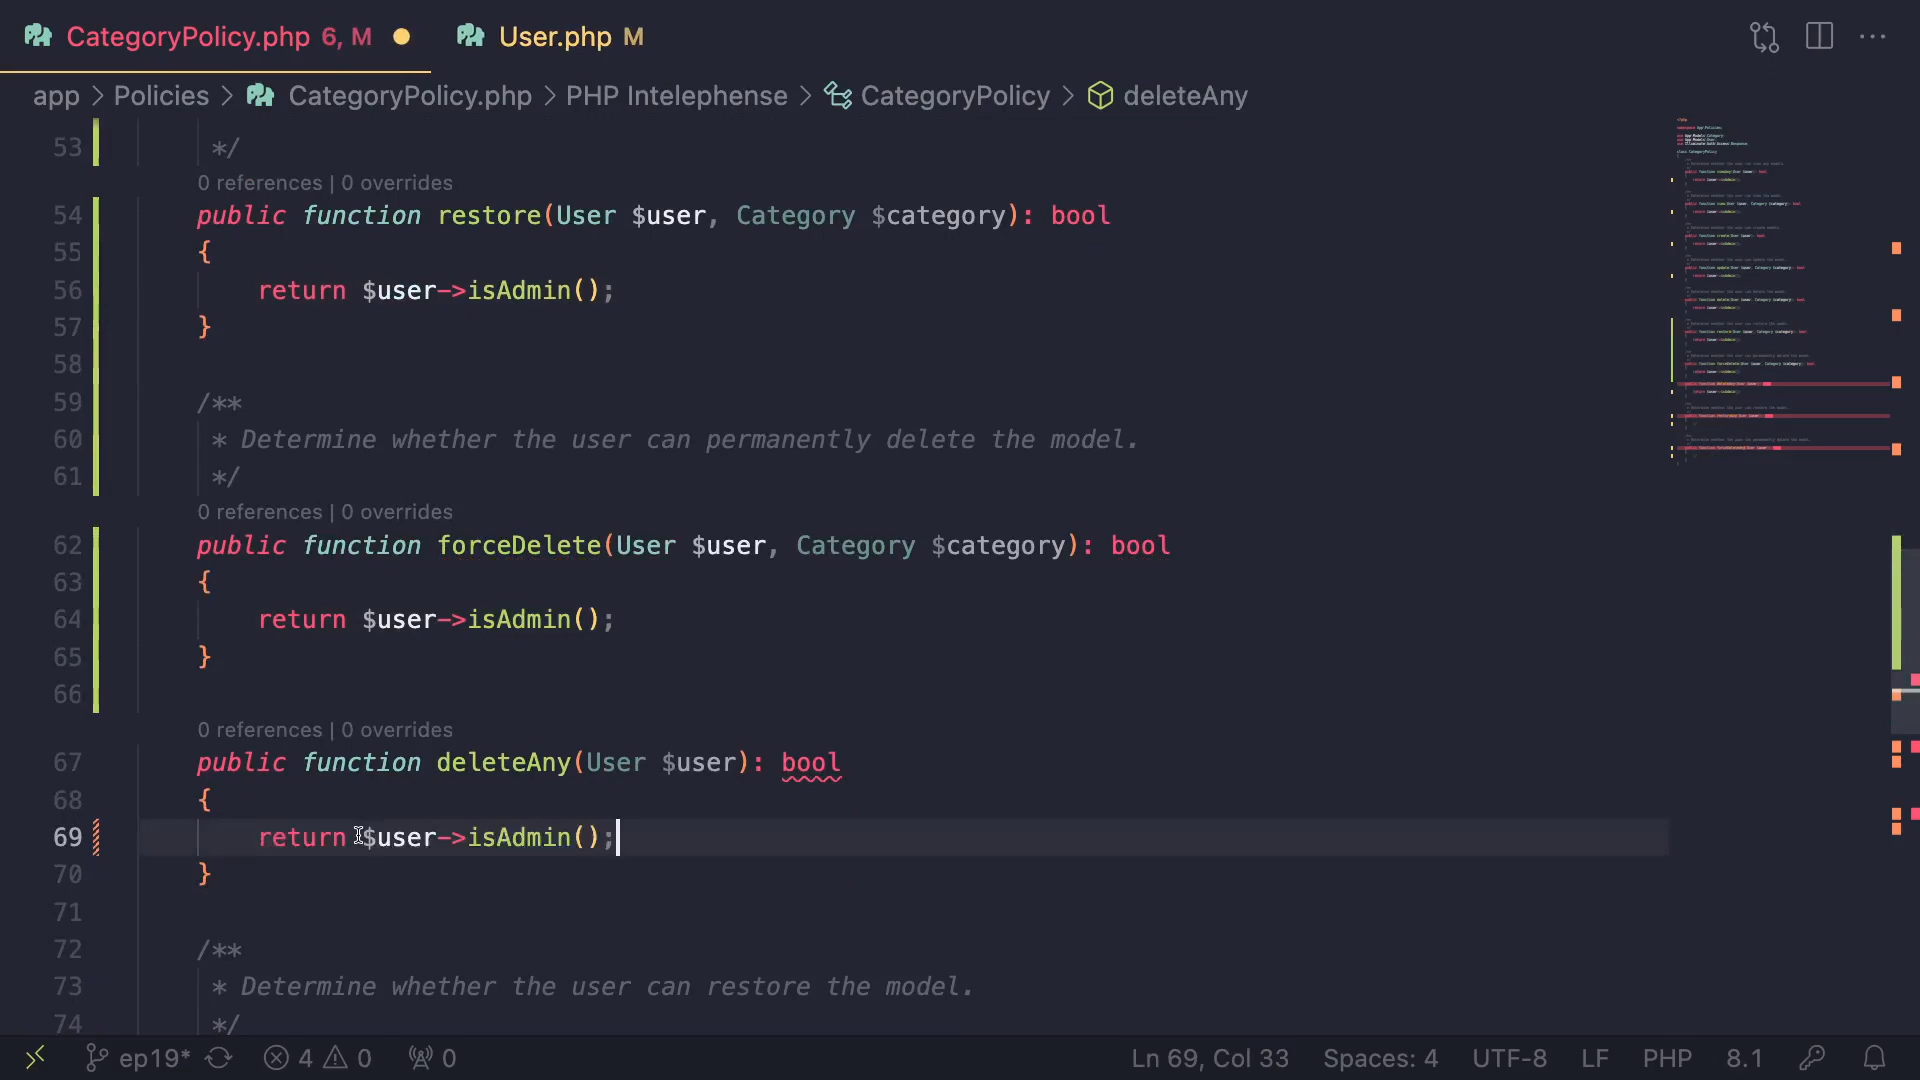 CategoryPolicy.php 6, M User.php M
app > Policies > CategoryPolicy.php > PHP Intelephense > CategoryPolicy > deleteAny
53 */
0 references | 0 overrides
54 public function restore(User $user, Category $category): bool
55 {
56 return $user->isAdmin();
57 }
58
59 /**
60 * Determine whether the user can permanently delete the model.
61 */
0 references | 0 overrides
62 public function forceDelete(User $user, Category $category): bool
63 {
64 return $user->isAdmin();
65 }
66
0 references | 0 overrides
67 public function deleteAny(User $user): bool
68 {
69 return $user->isAdmin();
70 }
71
72 /**
73 * Determine whether the user can restore the model.
74 */
ep19* 4 0 0 Ln 69, Col 33 Spaces: 4 UTF-8 LF PHP 8.1